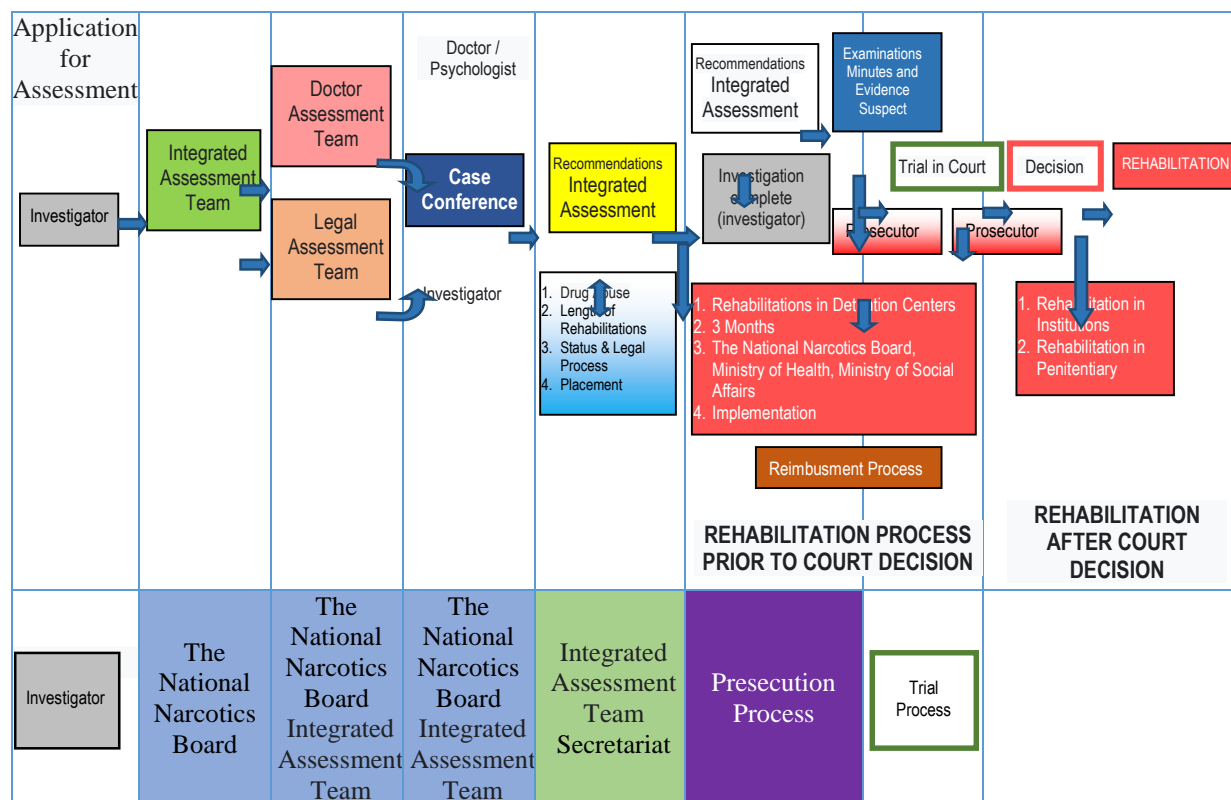 Application
for
Assessment
Investigator
Integrated
Assessment
Team
Doctor
Assessment
Team
Legal
Assessment
Team
Doctor /
Psychologist
Case
Conference
Investigator
Recommendations
Integrated
Assessment
1. Drug Abuse
2. Length of
Rehabilitations
3. Status & Legal
Process
4. Placement
Recommendations
Integrated
Assessment
Investigation
complete
(investigator)
Examinations
Minutes and
Evidence
Suspect
Prosecutor
Trial in Court
Prosecutor
Decision
REHABILITATION
1. Rehabilitations in Detention Centers
2. 3 Months
3. The National Narcotics Board,
Ministry of Health, Ministry of Social
Affairs
4. Implementation
1. Rehabilitation in
Institutions
2. Rehabilitation in
Penitentiary
Reimbusment Process
REHABILITATION PROCESS
PRIOR TO COURT DECISION
REHABILITATION
AFTER COURT
DECISION
Investigator
The
National
Narcotics
Board
The
National
Narcotics
Board
Integrated
Assessment
Team
The
National
Narcotics
Board
Integrated
Assessment
Team
Integrated
Assessment
Team
Secretariat
Presecution
Process
Trial
Process